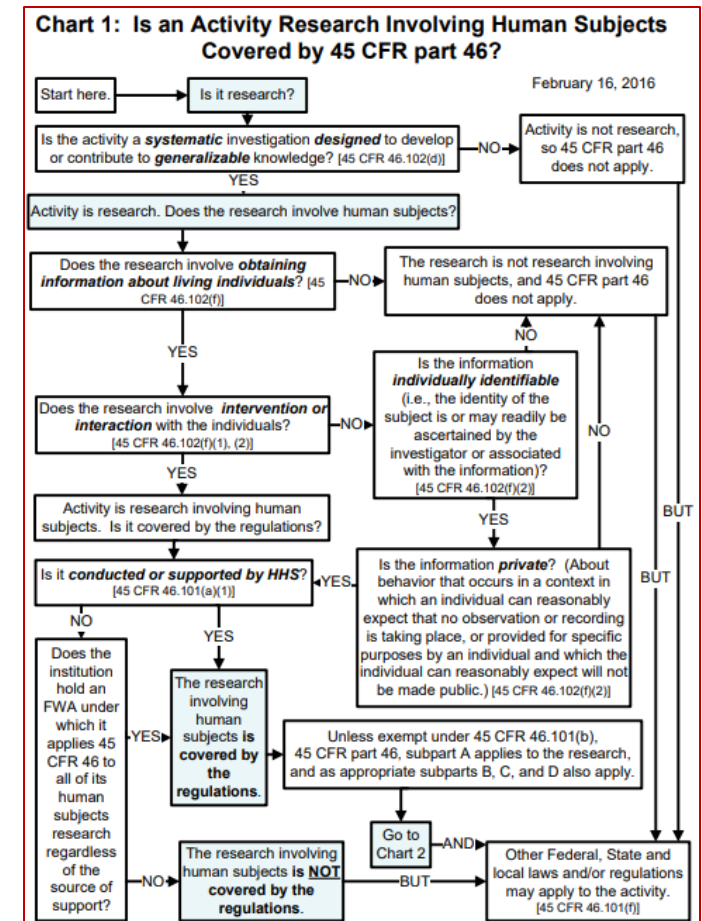 Chart 1: Is an Activity Research Involving Human Subjects
Covered by 45 CFR part 46?
February 16, 2016
Start here.
Is it research?
Is the activity a systematic investigation designed to develop
or contribute to generalizable knowledge? [45 CFR 46.102(d)]
NO
Activity is not research,
so 45 CFR part 46
does not apply.
YES
Activity is research. Does the research involve human subjects?
Does the research involve obtaining
information about living individuals? [45
CFR 46.102(f)]
NO
The research is not research involving
human subjects, and 45 CFR part 46
does not apply.
YES
NO
Is the information
individually identifiable
(i.e., the identity of the
subject is or may readily be
ascertained by the
investigator or associated
with the information)?
[45 CFR 46.102(f)(2)]
NO
Does the research involve intervention or
interaction with the individuals?
[45 CFR 46.102(f)(1), (2)]
NO
YES
YES
BUT
Activity is research involving human
subjects. Is it covered by the regulations?
Is it conducted or supported by HHS?
[45 CFR 46.101(a)(1)]
YES
Is the information private? (About
behavior that occurs in a context in
which an individual can reasonably
expect that no observation or recording
is taking place, or provided for specific
purposes by an individual and which the
individual can reasonably expect will not
be made public.) [45 CFR 46.102(f)(2)]
BUT
NO
YES
Does the
institution
hold an
FWA under
which it
applies 45
CFR 46 to
all of its
human
subjects
research
regardless
of the
source of
support?
YES
The research
involving
human
subjects is
covered by
the
regulations.
Unless exempt under 45 CFR 46.101(b),
45 CFR part 46, subpart A applies to the research,
and as appropriate subparts B, C, and D also apply.
Go to
Chart 2
AND
NO
The research involving
human subjects is NOT
covered by the
regulations.
BUT
Other Federal, State and
local laws and/or regulations
may apply to the activity.
[45 CFR 46.101(f)]